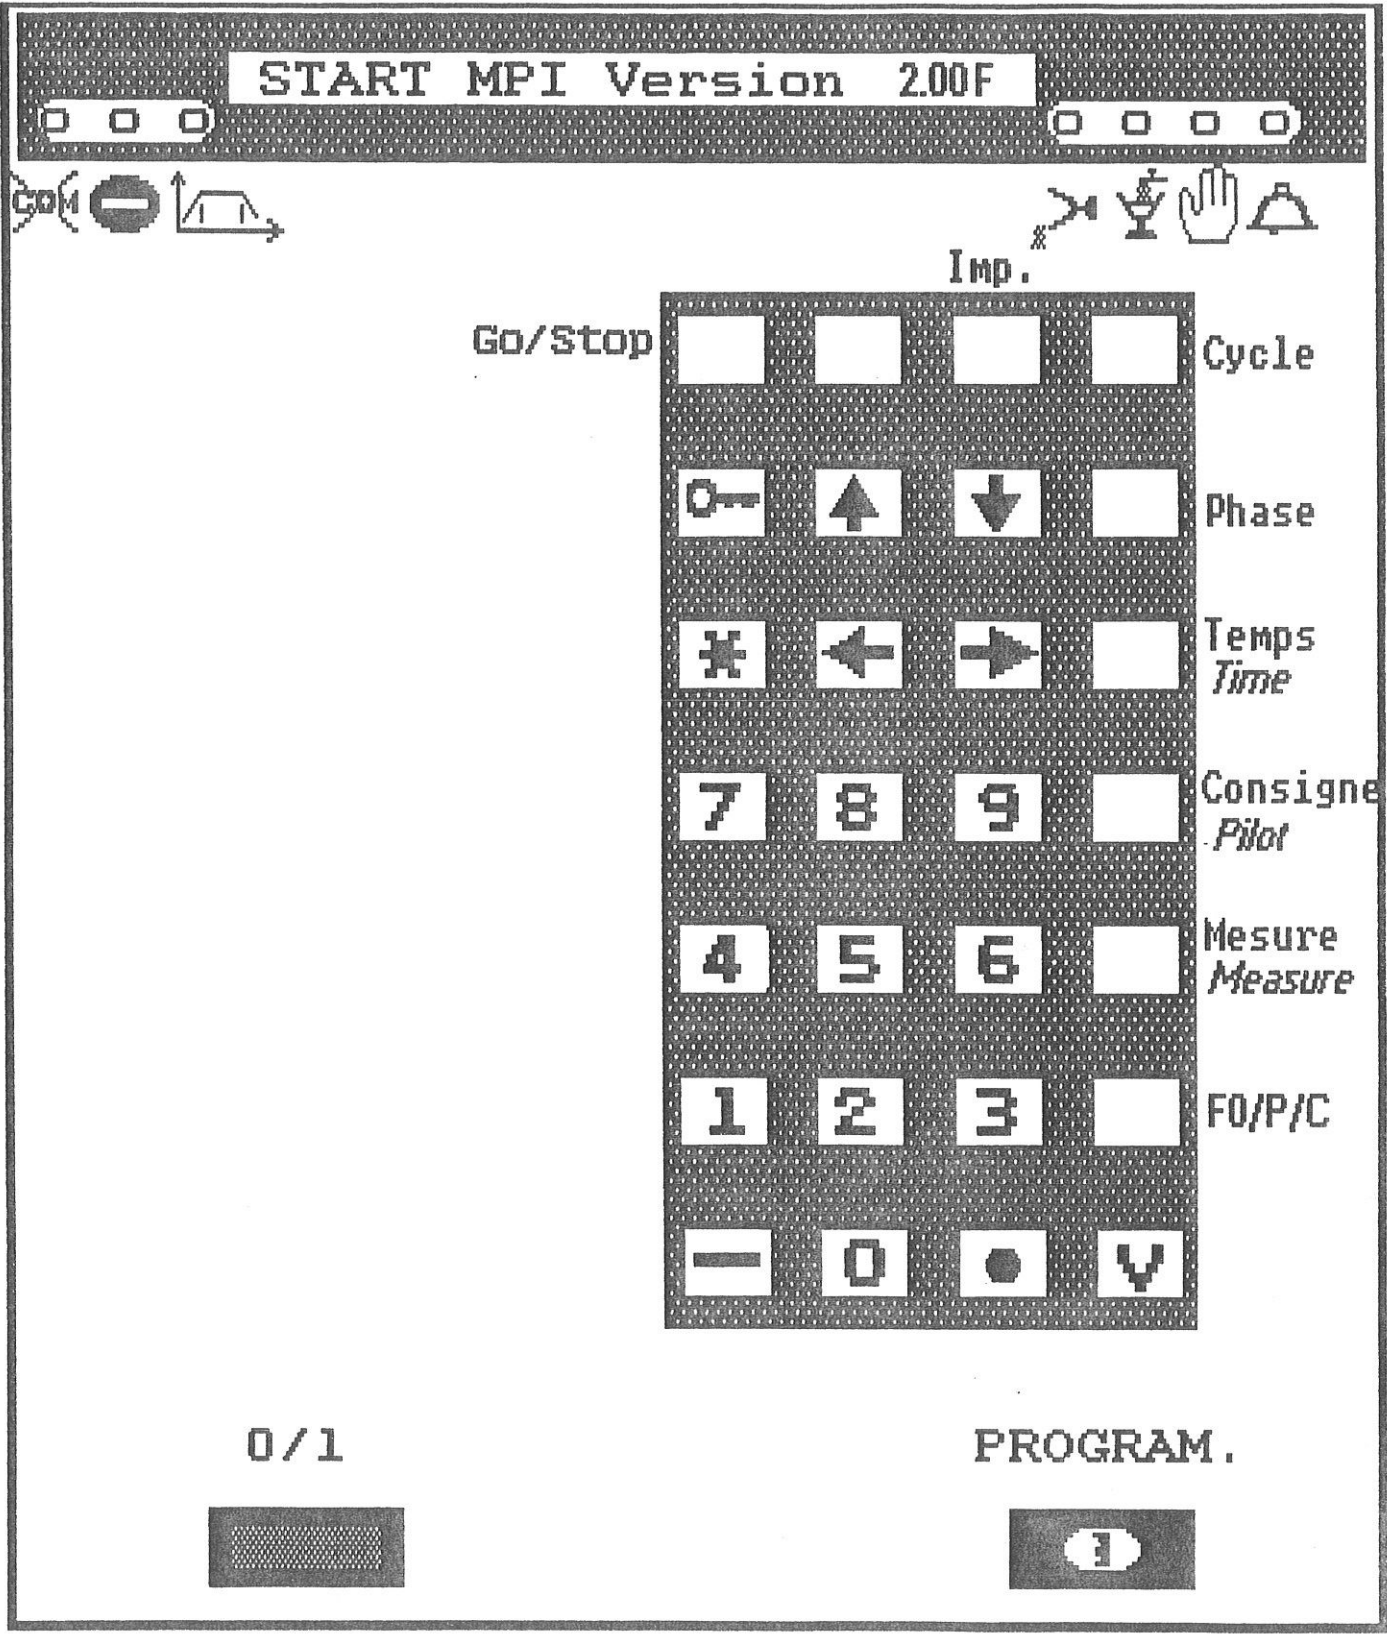 START MPI Version 2.00F
COM
Imp.
Go/Stop
Cycle
Phase
Temps
Time
7 8 9
Consigne
Pilot
4 5 6
Mesure
Measure
1 2 3
F0/P/C
0 V
0/1
PROGRAM.